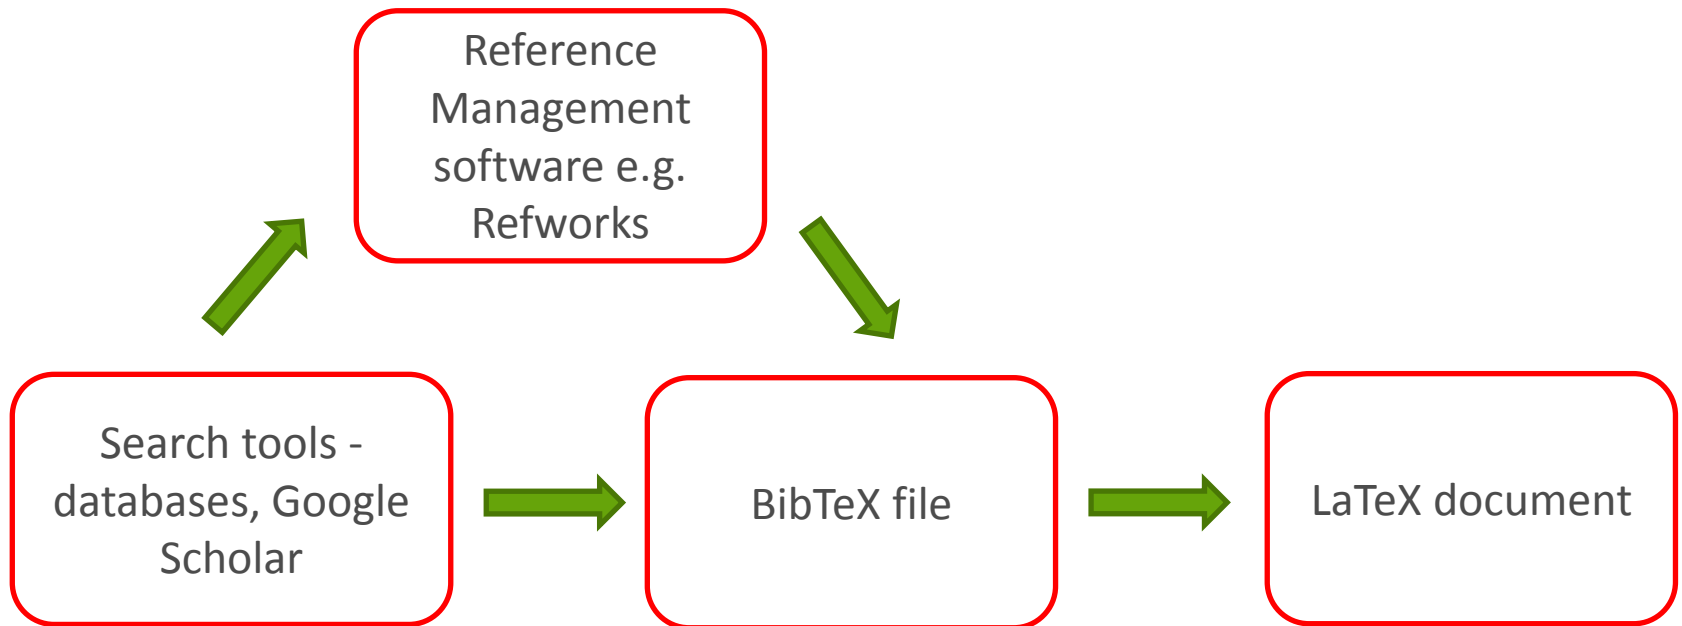 Reference
Management
software e.g.
Refworks
Search tools -
databases, Google
Scholar
BibTeX file
LaTeX document